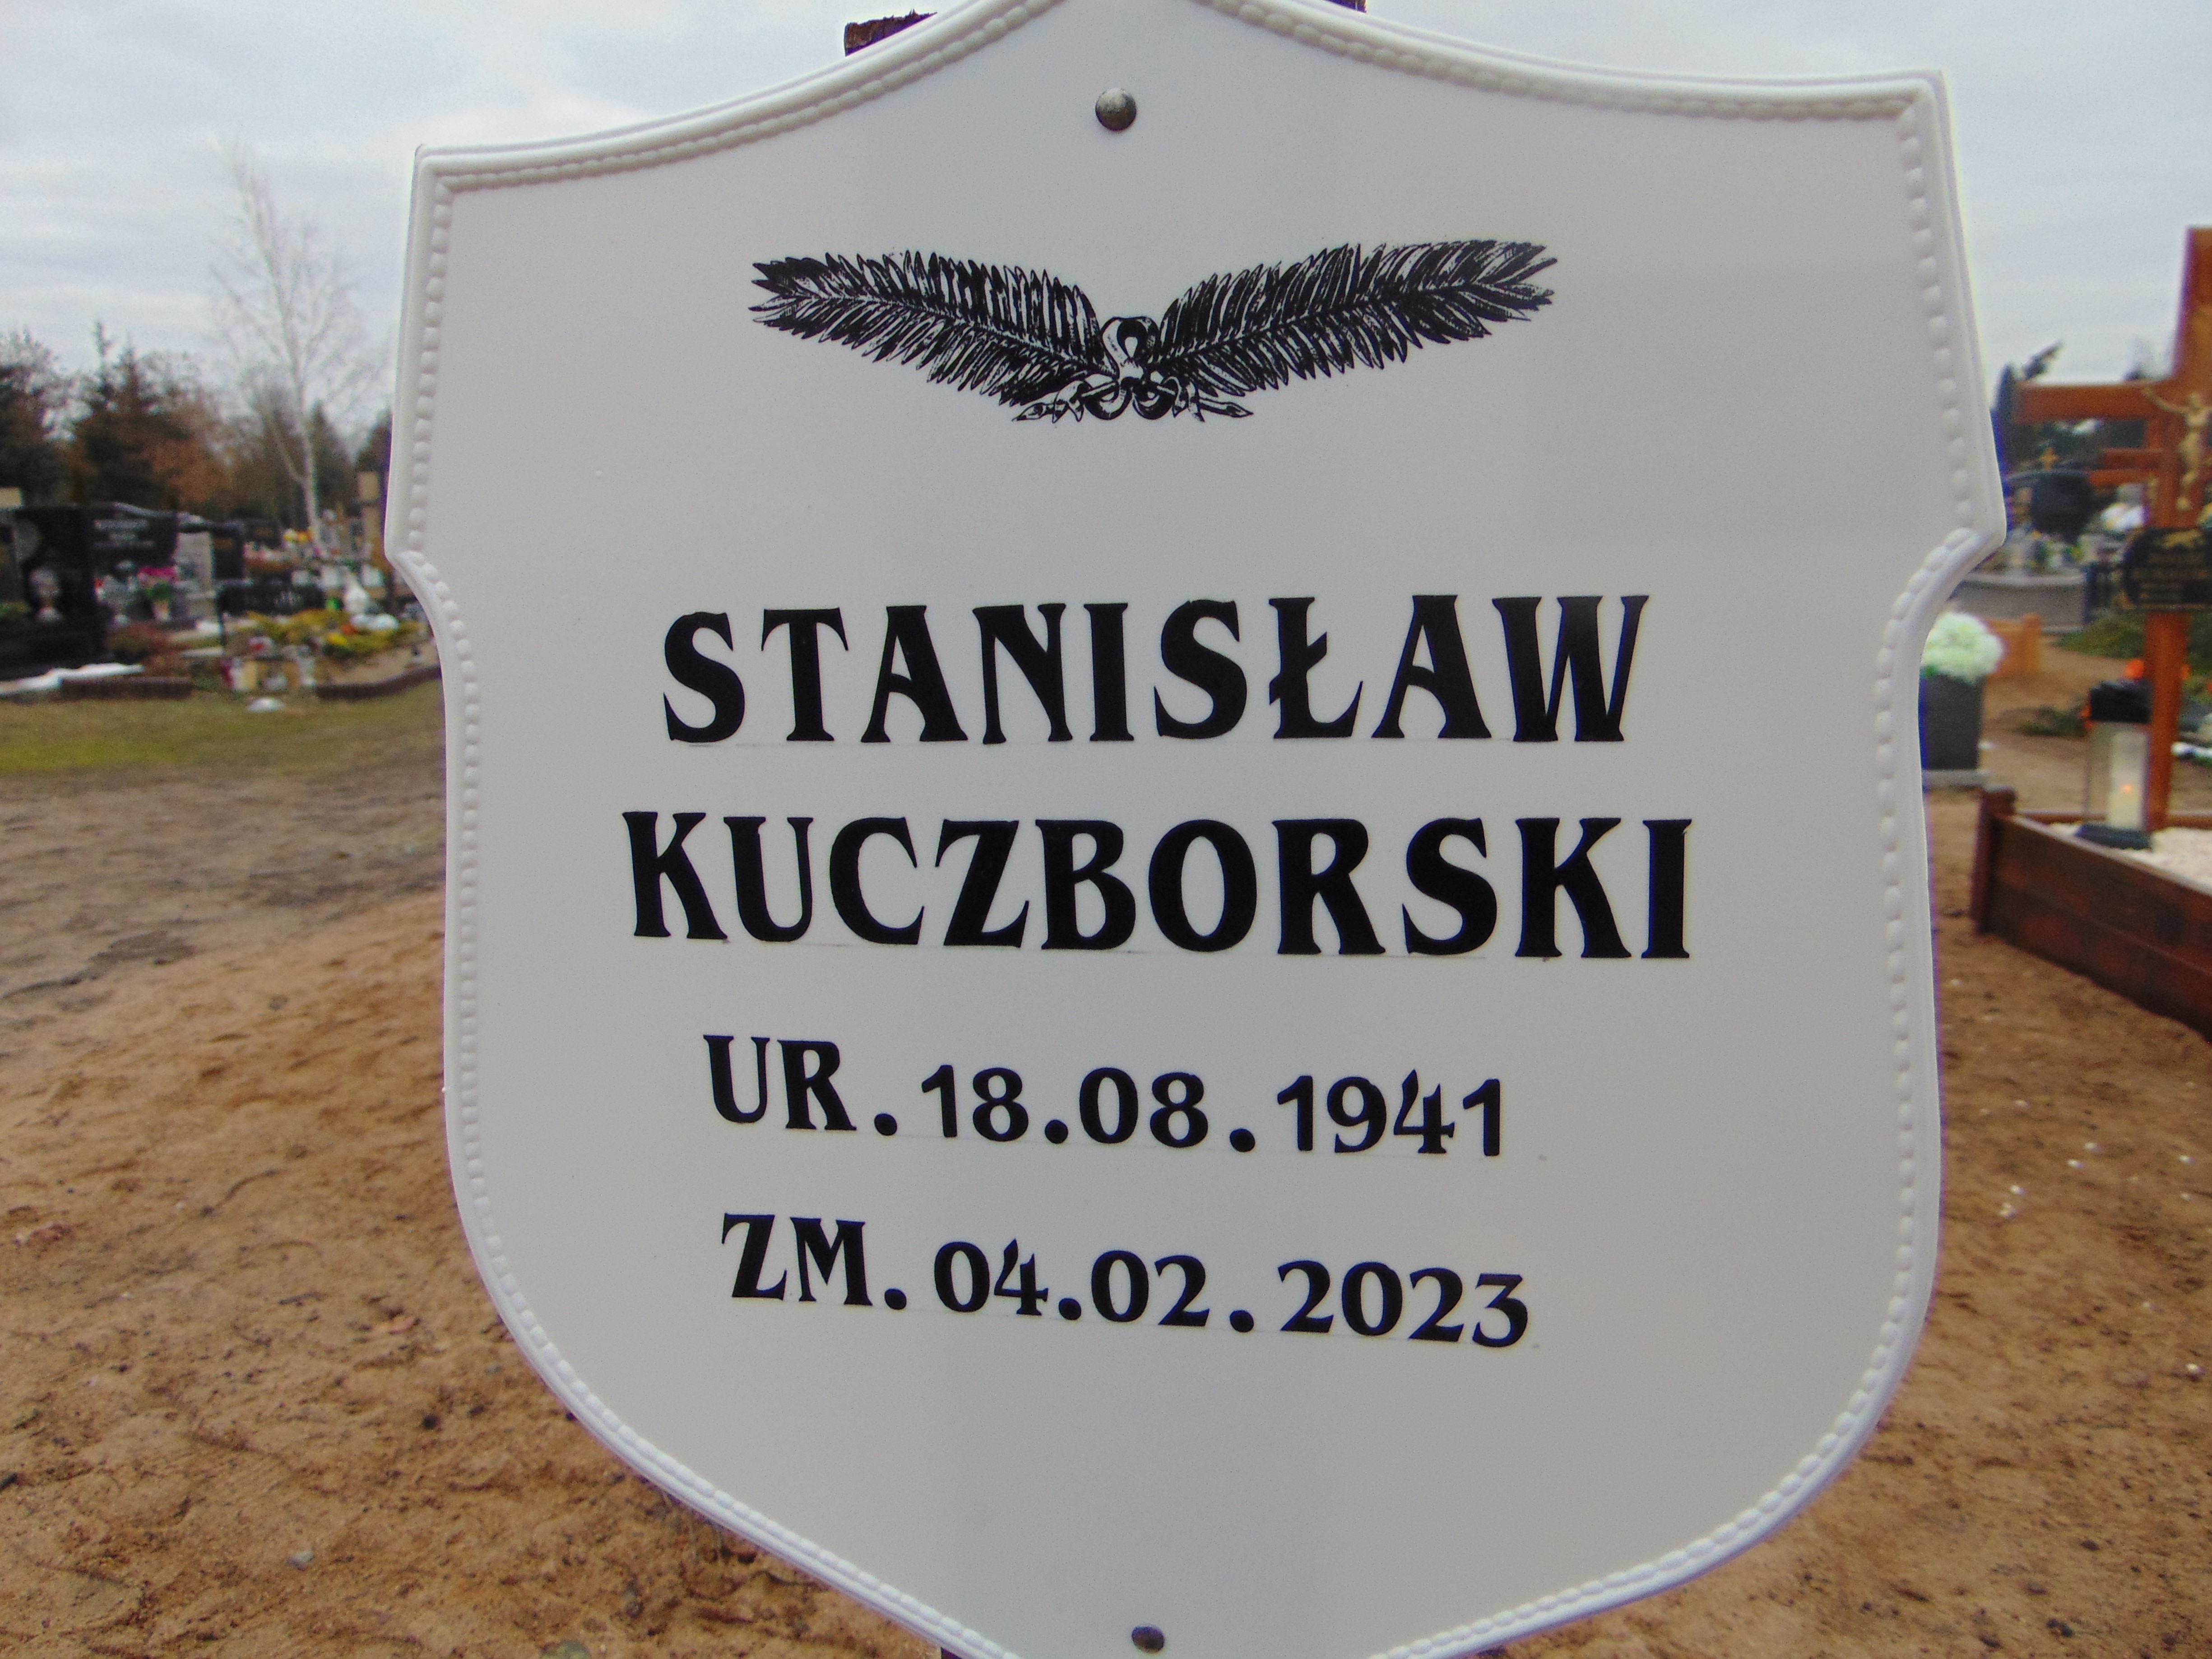 STANISŁAW
KUCZBORSKI
UR. 18.08.1941
ZM. 04.02.2023